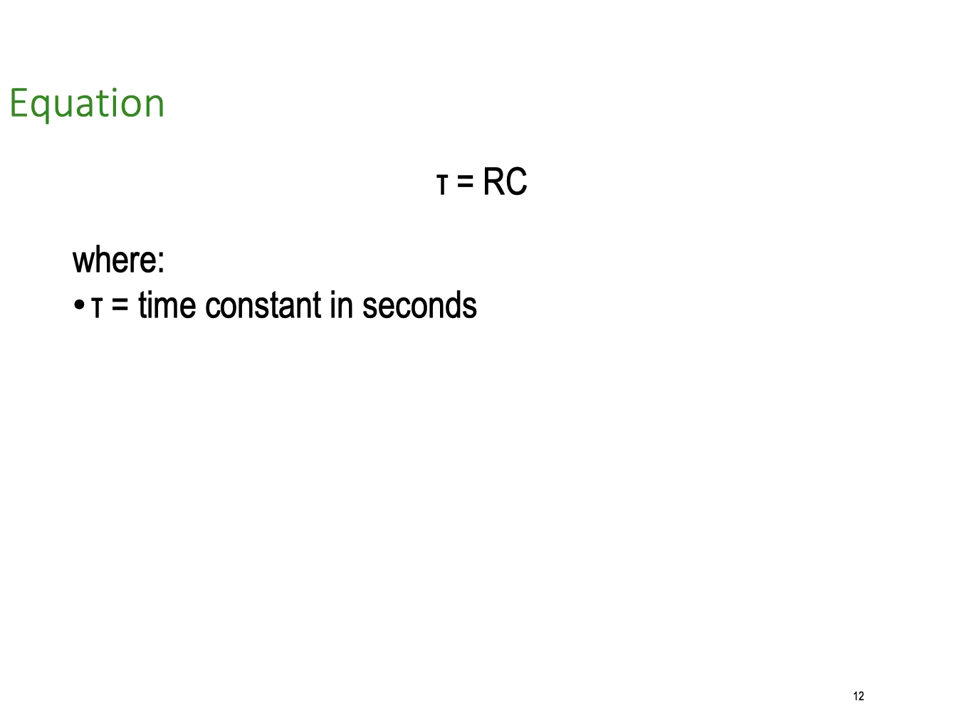 Equation
τ = RC
where:
• τ = time constant in seconds
12